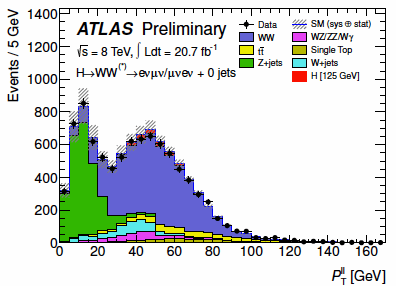 ATLAS Preliminary
√s = 8 TeV, ∫ Ldt = 20.7 fb⁻¹
H→WW⁽*⁾→eνμν/μνeν + 0 jets
Data
SM (sys ⊕ stat)
WW
WZ/ZZ/Wγ
tt̄
Single Top
Z+jets
W+jets
H [125 GeV]
Events / 5 GeV
1400
1200
1000
800
600
400
200
0
0 20 40 60 80 100 120 140 160
P_T^ll [GeV]